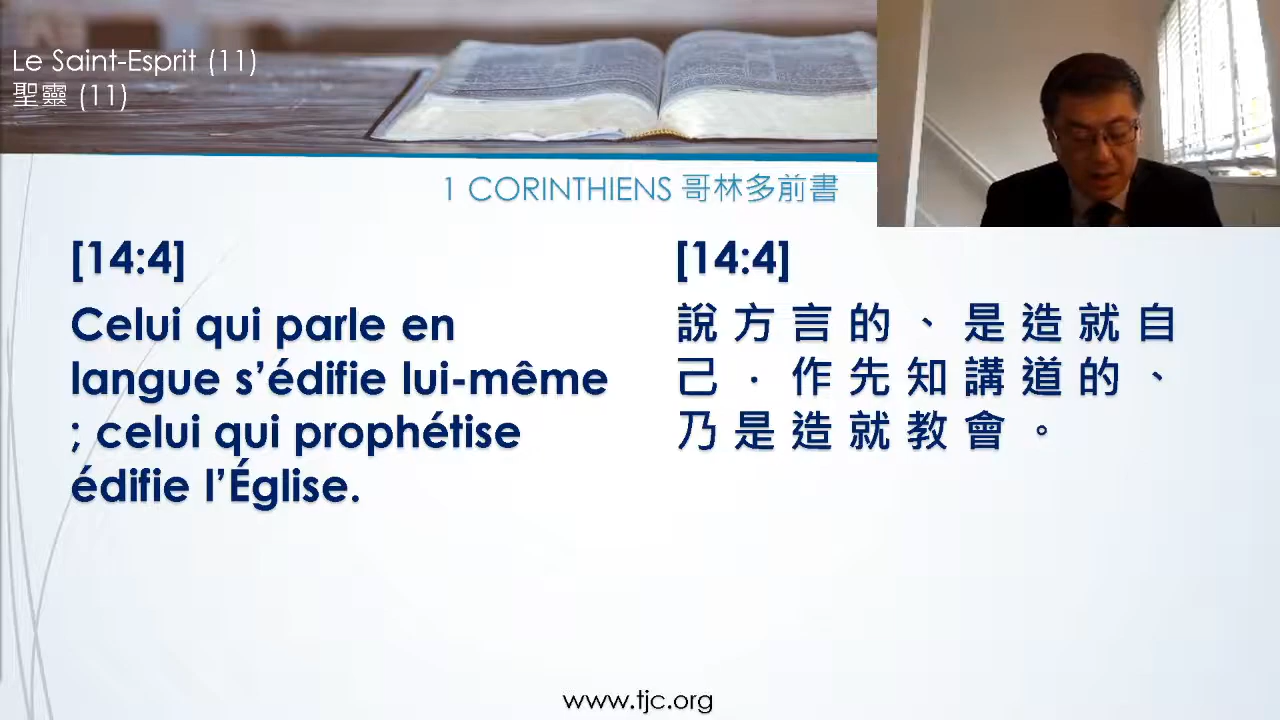 Le Saint-Esprit (11)
聖靈 (11)
1 CORINTHIENS 哥林多前書
[14:4]
Celui qui parle en
langue s’édifie lui-même
; celui qui prophétise
édifie l’Église.
[14:4]
說 方 言 的 、 是 造 就 自
己 ． 作 先 知 講 道 的 、
乃 是 造 就 教 會 。
www.tjc.org